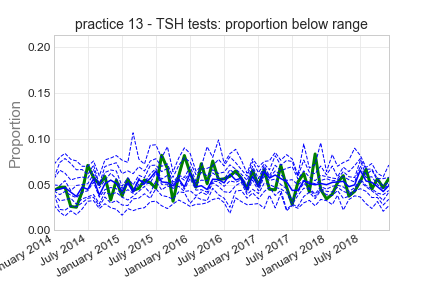 practice 13 - TSH tests: proportion below range
0.20
0.15
0.10
0.05
0.00
Proportion
nuary 2014
July 2014
January 2015
July 2015
January 2016
July 2016
January 2017
July 2017
January 2018
July 2018